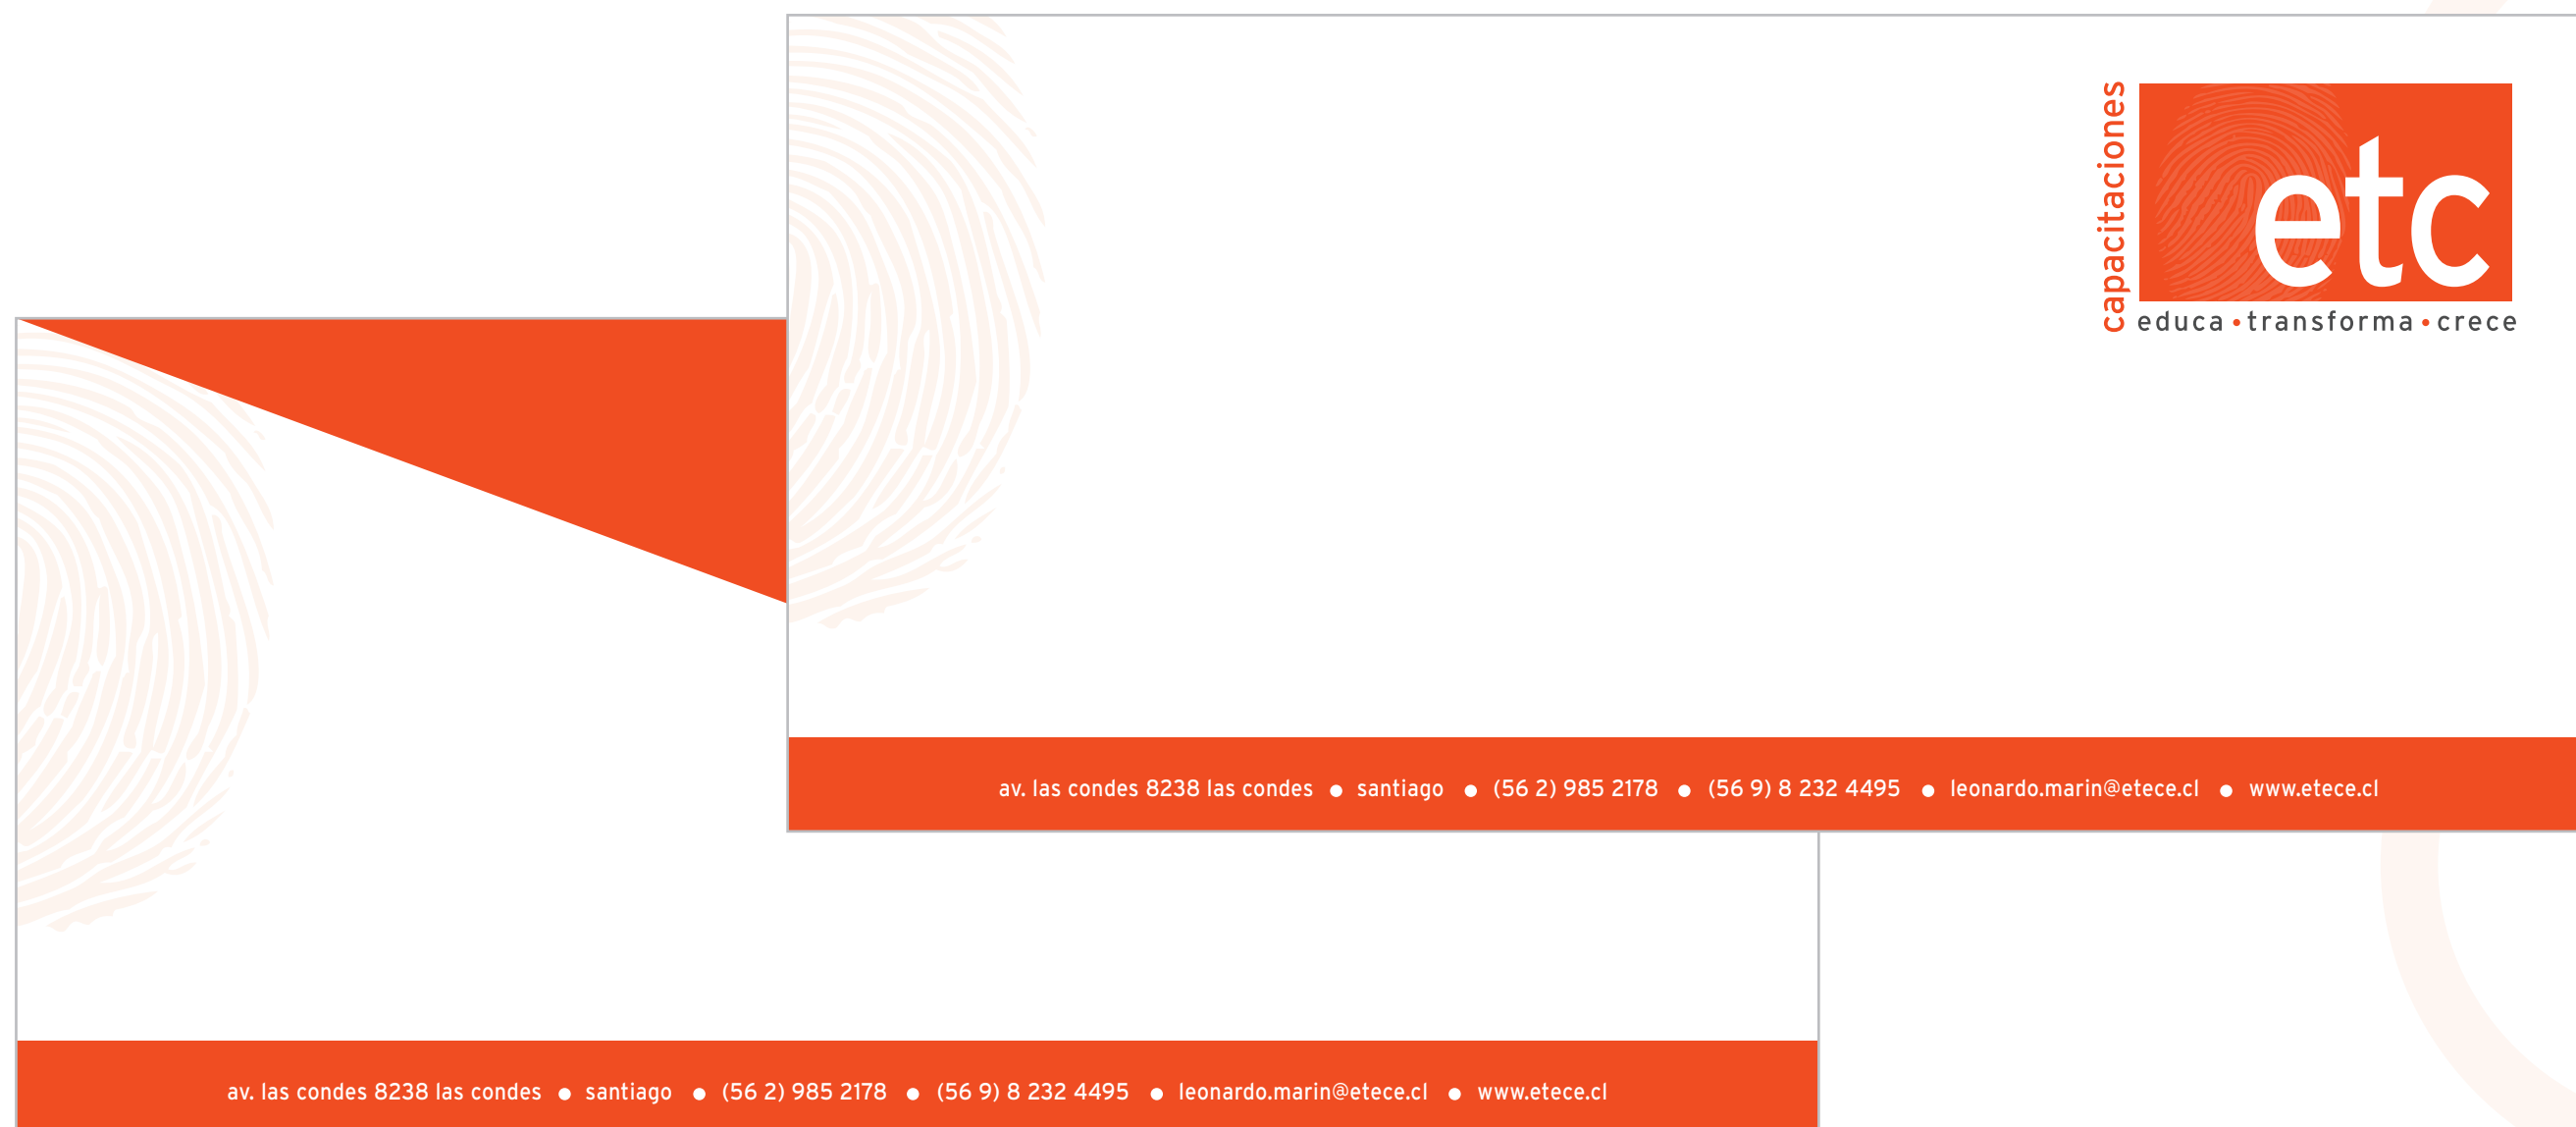 capacitaciones
etc
educa • transforma • crece
av. las condes 8238 las condes ● santiago ● (56 2) 985 2178 ● (56 9) 8 232 4495 ● leonardo.marin@etece.cl ● www.etece.cl
av. las condes 8238 las condes ● santiago ● (56 2) 985 2178 ● (56 9) 8 232 4495 ● leonardo.marin@etece.cl ● www.etece.cl